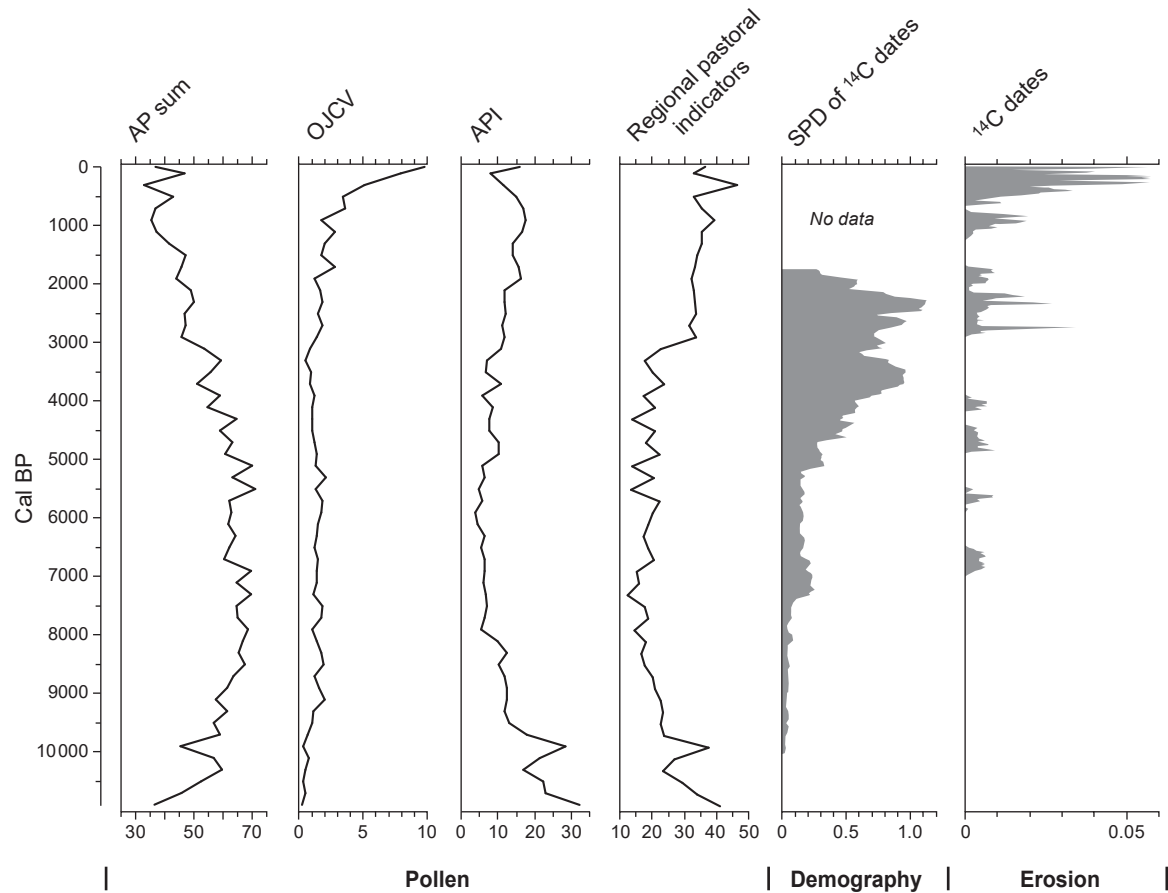 AP sum
OJCV
API
Regional pastoral
indicators
SPD of ¹⁴C dates
¹⁴C dates
Cal BP
0
1000
2000
3000
4000
5000
6000
7000
8000
9000
10000
No data
30 50 70
0 5 10
0 10 20 30
10 20 30 40 50
0 0.5 1.0
0 0.05
Pollen
Demography
Erosion